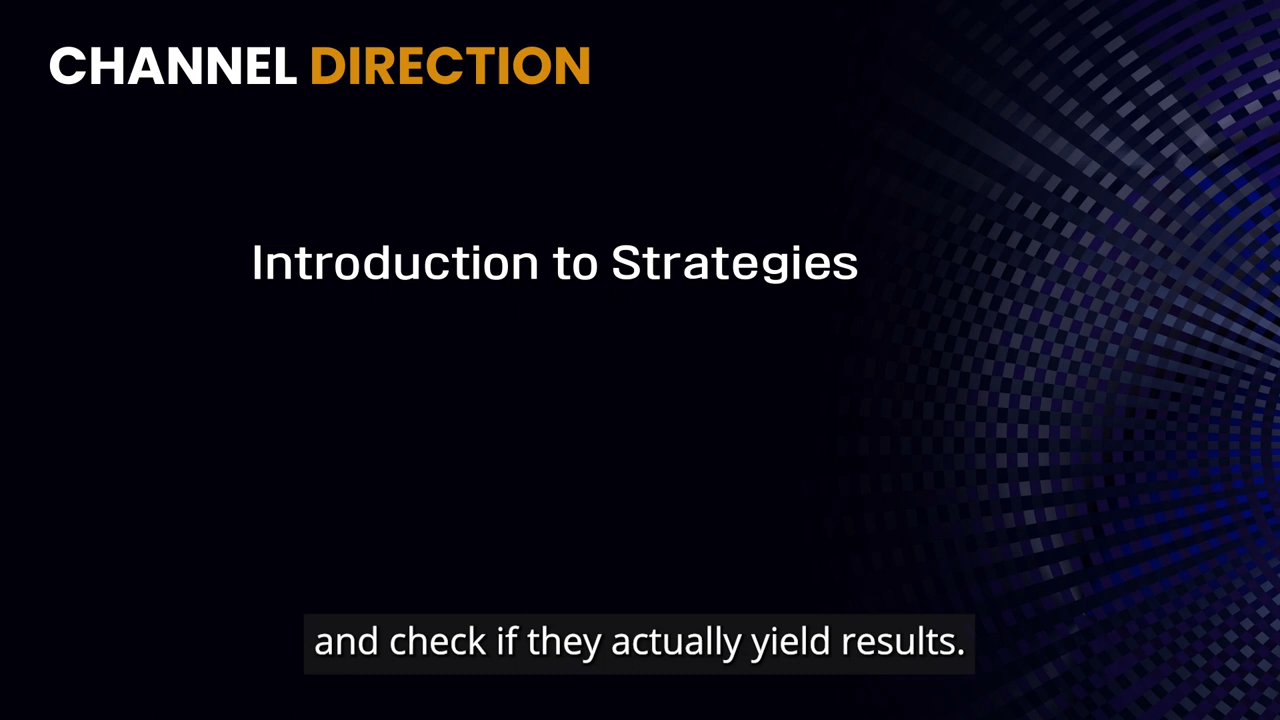 CHANNEL DIRECTION
Introduction to Strategies
and check if they actually yield results.